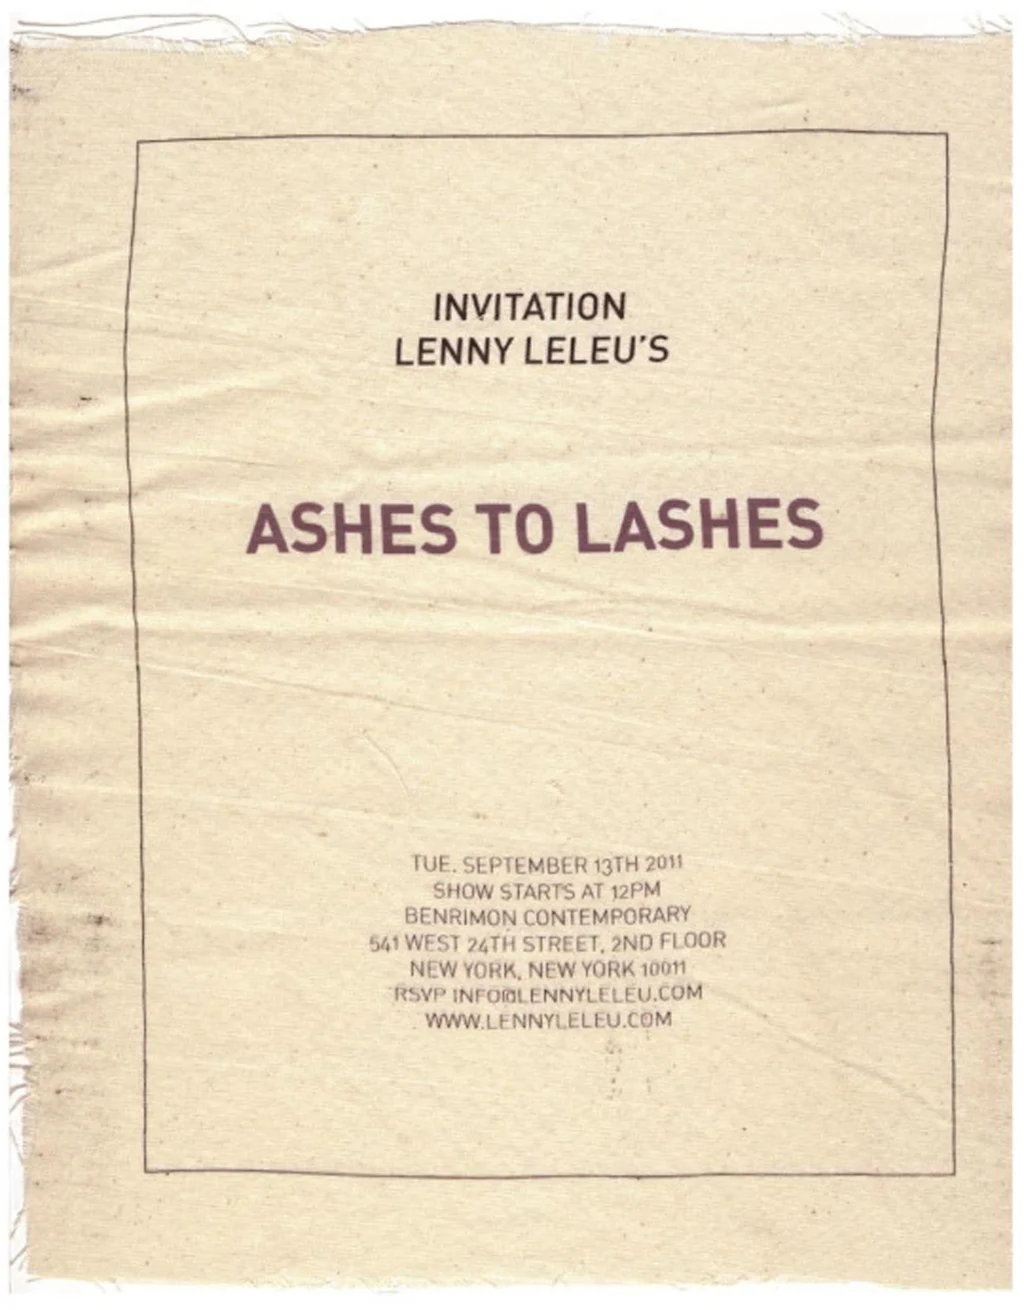 INVITATION
LENNY LELEU'S
ASHES TO LASHES
TUE. SEPTEMBER 13TH 2011
SHOW STARTS AT 12PM
BENRIMON CONTEMPORARY
541 WEST 24TH STREET, 2ND FLOOR
NEW YORK, NEW YORK 10011
RSVP INFO@LENNYLELEU.COM
WWW.LENNYLELEU.COM